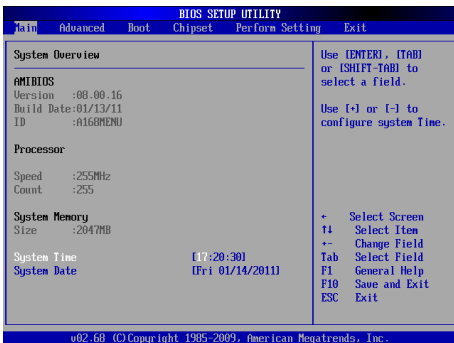 BIOS SETUP UTILITY
Main Advanced Boot Chipset Perform Setting Exit
System Overview
AMIBIOS
Version :08.00.16
Build Date:01/13/11
ID :A168MENU
Processor
Speed :255MHz
Count :255
System Memory
Size :2047MB
System Time [17:20:30]
System Date [Fri 01/14/2011]
Use [ENTER], [TAB]
or [SHIFT-TAB] to
select a field.
Use [+] or [-] to
configure system Time.
← Select Screen
↑↓ Select Item
+- Change Field
Tab Select Field
F1 General Help
F10 Save and Exit
ESC Exit
v02.68 (C)Copyright 1985-2009, American Megatrends, Inc.